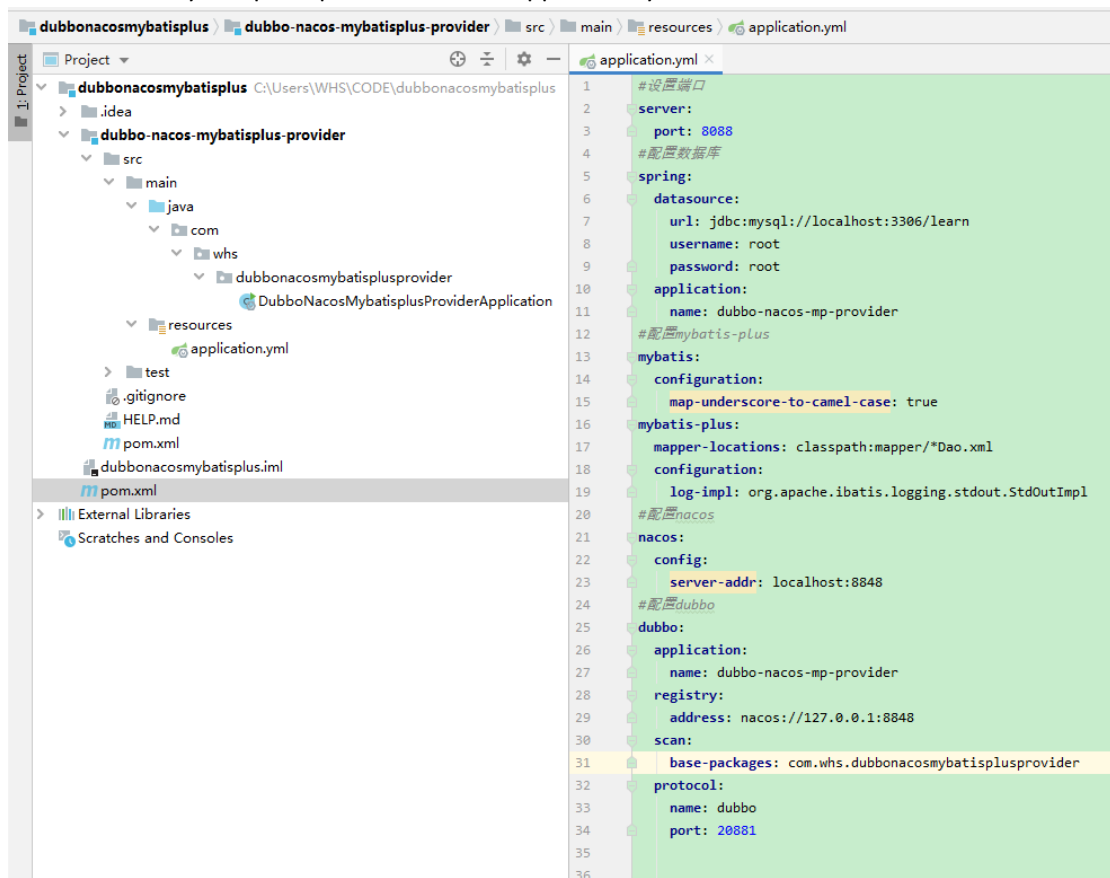 dubbonacosmybatisplus dubbo-nacos-mybatisplus-provider src main resources application.yml
1: Project
Project
application.yml
dubbonacosmybatisplus C:\Users\WHS\CODE\dubbonacosmybatisplus
.idea
dubbo-nacos-mybatisplus-provider
src
main
java
com
whs
dubbonacosmybatisplusprovider
DubboNacosMybatisplusProviderApplication
resources
application.yml
test
.gitignore
HELP.md
pom.xml
dubbonacosmybatisplus.iml
pom.xml
External Libraries
Scratches and Consoles
1 #设置端口
2 server:
3 port: 8088
4 #配置数据库
5 spring:
6 datasource:
7 url: jdbc:mysql://localhost:3306/learn
8 username: root
9 password: root
10 application:
11 name: dubbo-nacos-mp-provider
12 #配置mybatis-plus
13 mybatis:
14 configuration:
15 map-underscore-to-camel-case: true
16 mybatis-plus:
17 mapper-locations: classpath:mapper/*Dao.xml
18 configuration:
19 log-impl: org.apache.ibatis.logging.stdout.StdOutImpl
20 #配置nacos
21 nacos:
22 config:
23 server-addr: localhost:8848
24 #配置dubbo
25 dubbo:
26 application:
27 name: dubbo-nacos-mp-provider
28 registry:
29 address: nacos://127.0.0.1:8848
30 scan:
31 base-packages: com.whs.dubbonacosmybatisplusprovider
32 protocol:
33 name: dubbo
34 port: 20881
35
36